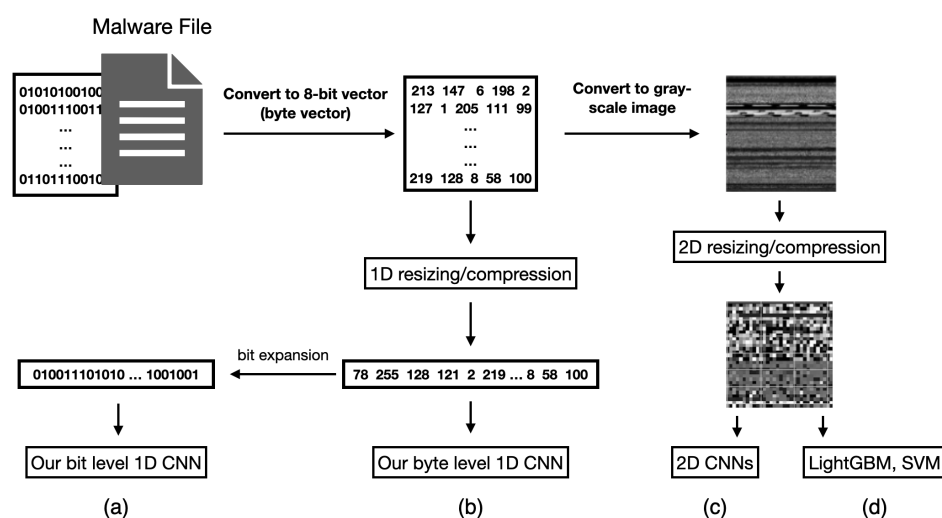 Malware File
01010100100
01001110011
...
...
...
01101110010
Convert to 8-bit vector
(byte vector)
213 147 6 198 2
127 1 205 111 99
...
...
...
219 128 8 58 100
Convert to gray-
scale image
1D resizing/compression
2D resizing/compression
bit expansion
010011101010 ... 1001001
78 255 128 121 2 219 ... 8 58 100
Our bit level 1D CNN
Our byte level 1D CNN
2D CNNs
LightGBM, SVM
(a)
(b)
(c)
(d)